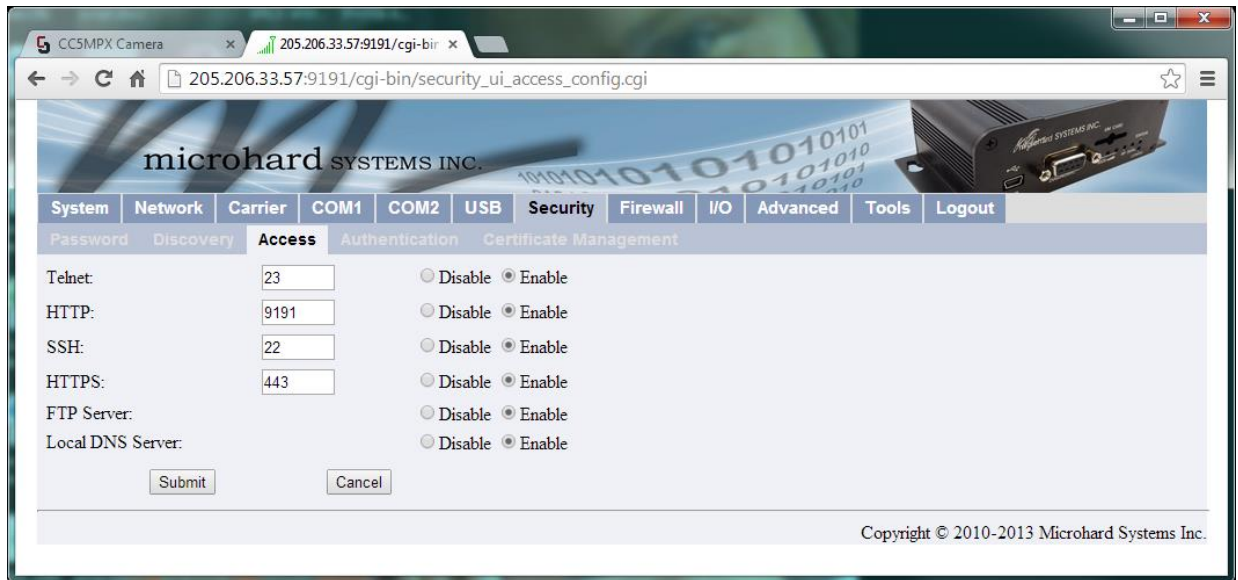 CC5MPX Camera
205.206.33.57:9191/cgi-bir
205.206.33.57:9191/cgi-bin/security_ui_access_config.cgi
microhard SYSTEMS INC.
System Network Carrier COM1 COM2 USB Security Firewall I/O Advanced Tools Logout
Password Discovery Access Authentication Certificate Management
Telnet: 23 Disable Enable
HTTP: 9191 Disable Enable
SSH: 22 Disable Enable
HTTPS: 443 Disable Enable
FTP Server: Disable Enable
Local DNS Server: Disable Enable
Submit Cancel
Copyright © 2010-2013 Microhard Systems Inc.